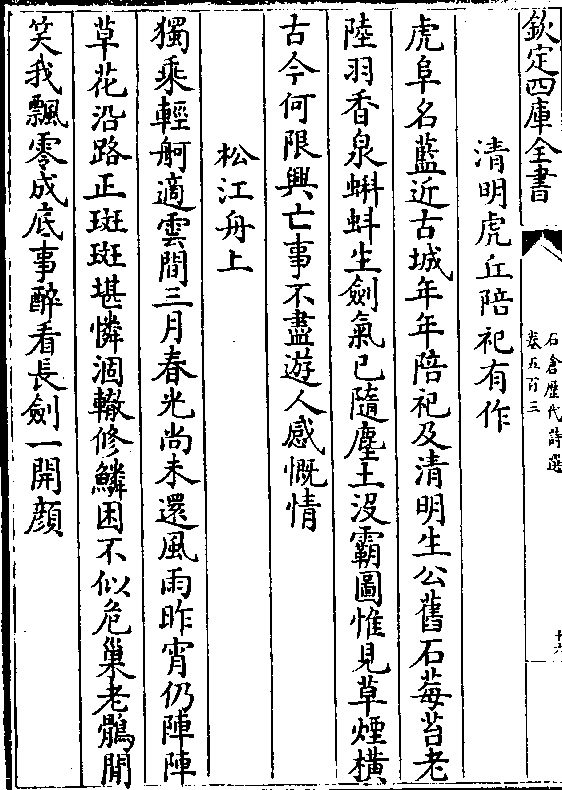 欽定四庫全書
石倉歷代詩選
卷五百三
十六
清明虎丘陪祀有作
虎阜名藍近古城年年陪祀及清明生公舊石莓苔老
陸羽香泉蝌蚪生劍氣已隨塵土沒霸圖惟見草煙橫
古今何限興亡事不盡遊人感慨情
松江舟上
獨乘輕舸適雲間三月春光尚未還風雨昨宵仍陣陣
草花沿路正斑斑堪憐涸轍修鱗困不似危巢老鶻閒
笑我飄零成底事醉看長劍一開顏